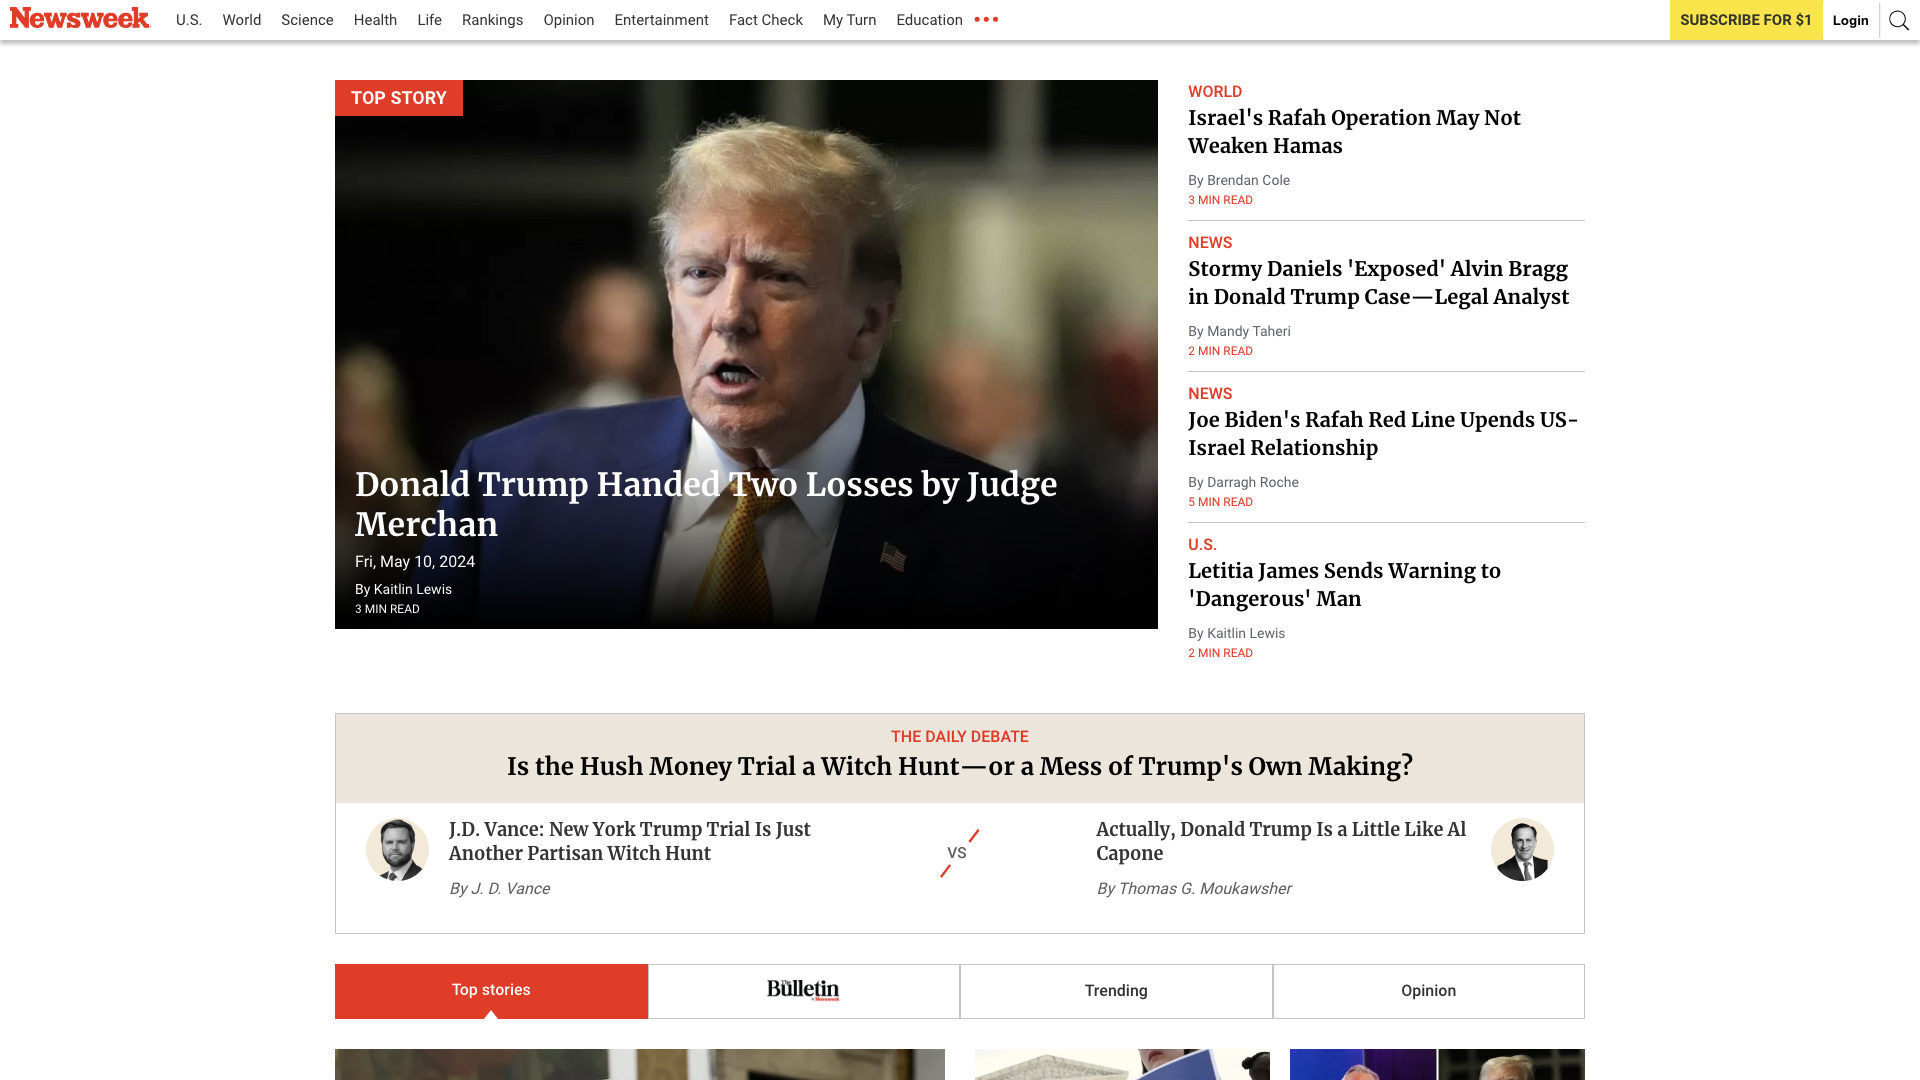 Newsweek
U.S. World Science Health Life Rankings Opinion Entertainment Fact Check My Turn Education
SUBSCRIBE FOR $1 Login
TOP STORY
Donald Trump Handed Two Losses by Judge
Merchan
Fri, May 10, 2024
By Kaitlin Lewis
3 MIN READ
WORLD
Israel's Rafah Operation May Not
Weaken Hamas
By Brendan Cole
3 MIN READ
NEWS
Stormy Daniels 'Exposed' Alvin Bragg
in Donald Trump Case—Legal Analyst
By Mandy Taheri
2 MIN READ
NEWS
Joe Biden's Rafah Red Line Upends US-
Israel Relationship
By Darragh Roche
5 MIN READ
U.S.
Letitia James Sends Warning to
'Dangerous' Man
By Kaitlin Lewis
2 MIN READ
THE DAILY DEBATE
Is the Hush Money Trial a Witch Hunt—or a Mess of Trump's Own Making?
J.D. Vance: New York Trump Trial Is Just
Another Partisan Witch Hunt
By J. D. Vance
VS
Actually, Donald Trump Is a Little Like Al
Capone
By Thomas G. Moukawsher
Top stories
The Bulletin
Newsweek
Trending
Opinion